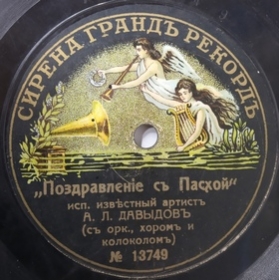 СИРЕНА ГРАНДЪ РЕКОРДЪ
„Поздравленіе съ Пасхой“
исп. извѣстный артистъ
А. Л. ДАВЫДОВЪ
(съ орк., хоромъ и
колоколомъ)
№ 13749